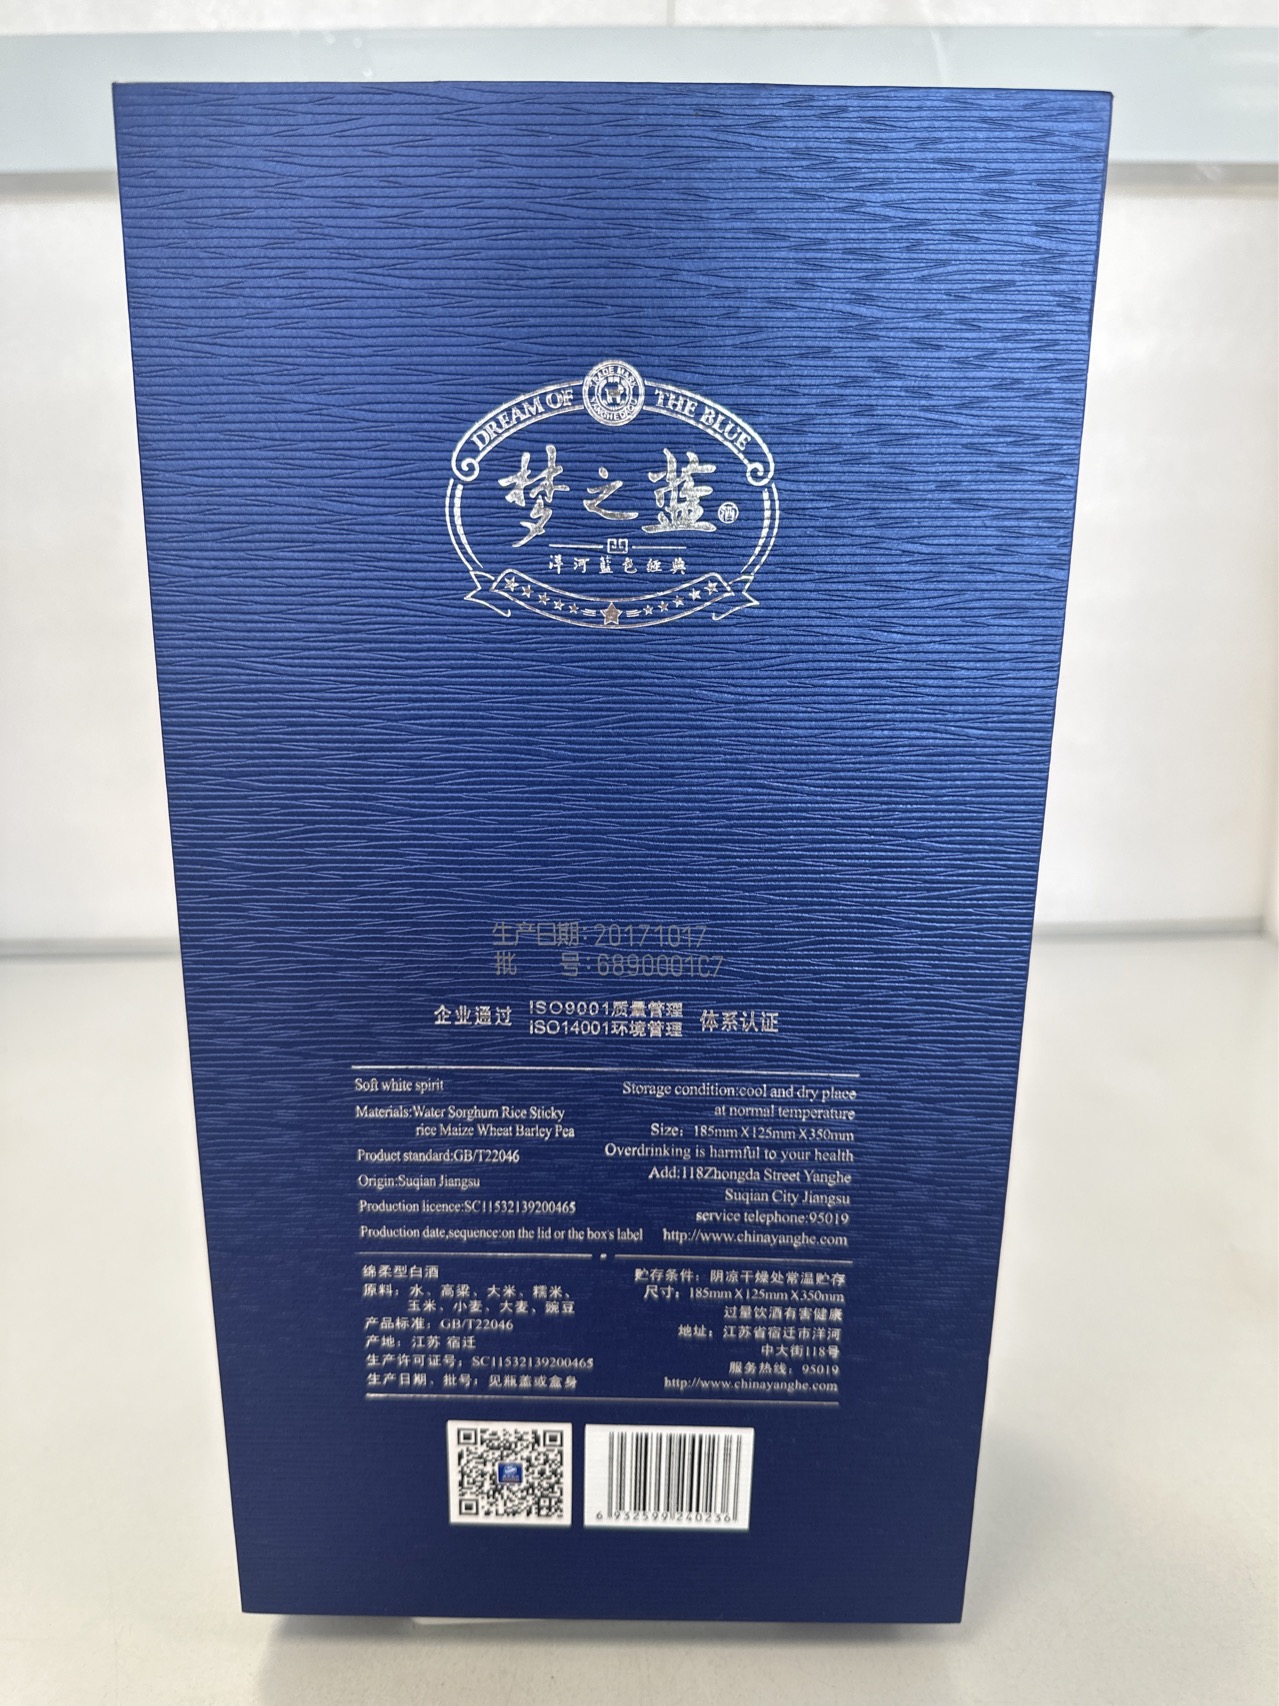 DREAM OF THE BLUE
梦之蓝 酒
洋河藍色經典
生产日期:20171017
批 号:6890001C7
企业通过 ISO9001质量管理 体系认证
ISO14001环境管理
Soft white spirit
Materials:Water Sorghum Rice Sticky
rice Maize Wheat Barley Pea
Product standard:GB/T22046
Origin:Suqian Jiangsu
Production licence:SC11532139200465
Production date,sequence:on the lid or the box's label
Storage condition:cool and dry place
at normal temperature
Size: 185mm X125mm X350mm
Overdrinking is harmful to your health
Add:118Zhongda Street Yanghe
Suqian City Jiangsu
service telephone:95019
http://www.chinayanghe.com
绵柔型白酒
原料: 水、高粱、大米、糯米、
玉米、小麦、大麦、豌豆
产品标准: GB/T22046
产地: 江苏 宿迁
生产许可证号: SC11532139200465
生产日期、批号: 见瓶盖或盒身
贮存条件: 阴凉干燥处常温贮存
尺寸: 185mm X125mm X350mm
过量饮酒有害健康
地址: 江苏省宿迁市洋河
中大街118号
服务热线: 95019
http://www.chinayanghe.com
6 932599 240236